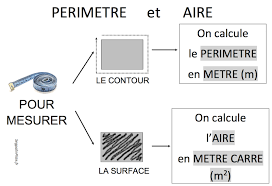 PERIMETRE et AIRE
On calcule
le PERIMETRE
en METRE (m)
LE CONTOUR
POUR
MESURER
On calcule
l'AIRE
en METRE CARRE
(m²)
LA SURFACE